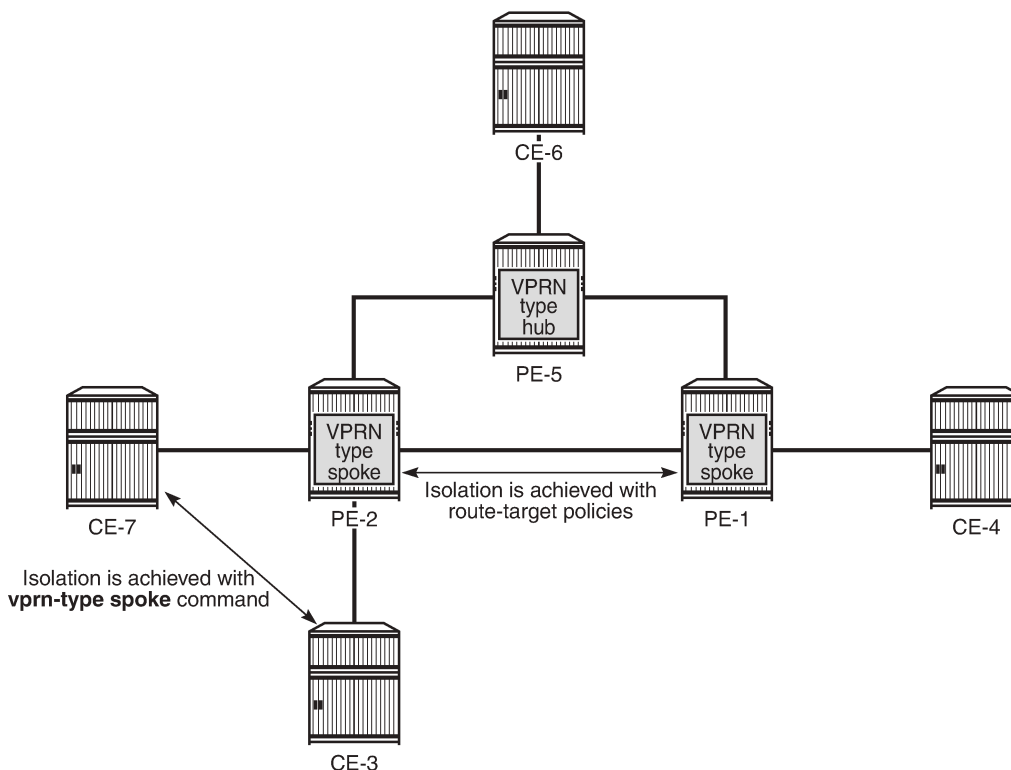 CE-6
VPRN
type
hub
PE-5
VPRN
type
spoke
VPRN
type
spoke
Isolation is achieved with
route-target policies
CE-7
PE-2
PE-1
CE-4
Isolation is achieved with
vprn-type spoke command
CE-3